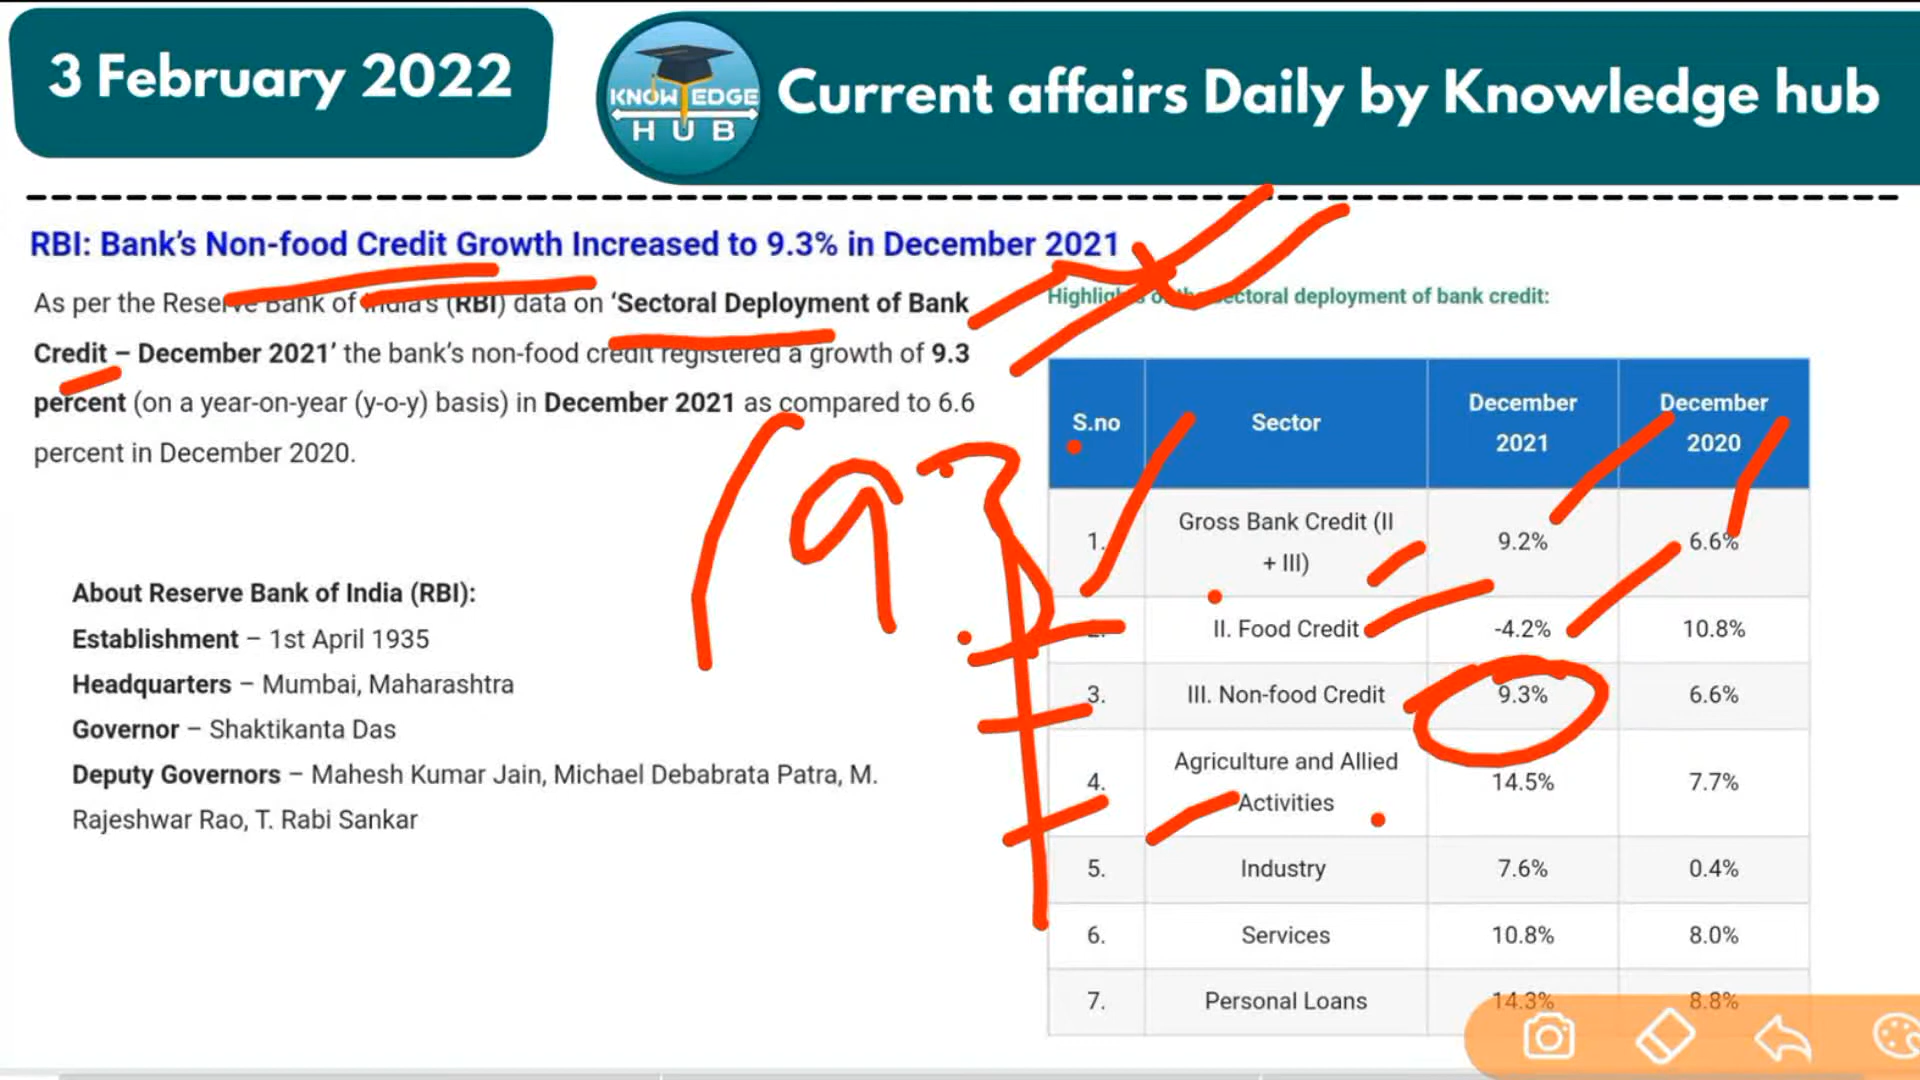 3 February 2022
KNOWLEDGE
HUB
Current affairs Daily by Knowledge hub
RBI: Bank's Non-food Credit Growth Increased to 9.3% in December 2021
As per the Reserve Bank of India's (RBI) data on ‘Sectoral Deployment of Bank
Credit – December 2021’ the bank's non-food credit registered a growth of 9.3
percent (on a year-on-year (y-o-y) basis) in December 2021 as compared to 6.6
percent in December 2020.
About Reserve Bank of India (RBI):
Establishment – 1st April 1935
Headquarters – Mumbai, Maharashtra
Governor – Shaktikanta Das
Deputy Governors – Mahesh Kumar Jain, Michael Debabrata Patra, M.
Rajeshwar Rao, T. Rabi Sankar
9.3
Highlights of the sectoral deployment of bank credit:
S.no Sector December 2021 December 2020
1. Gross Bank Credit (II + III) 9.2% 6.6%
2. II. Food Credit -4.2% 10.8%
3. III. Non-food Credit 9.3% 6.6%
4. Agriculture and Allied Activities 14.5% 7.7%
5. Industry 7.6% 0.4%
6. Services 10.8% 8.0%
7. Personal Loans 14.3% 8.8%